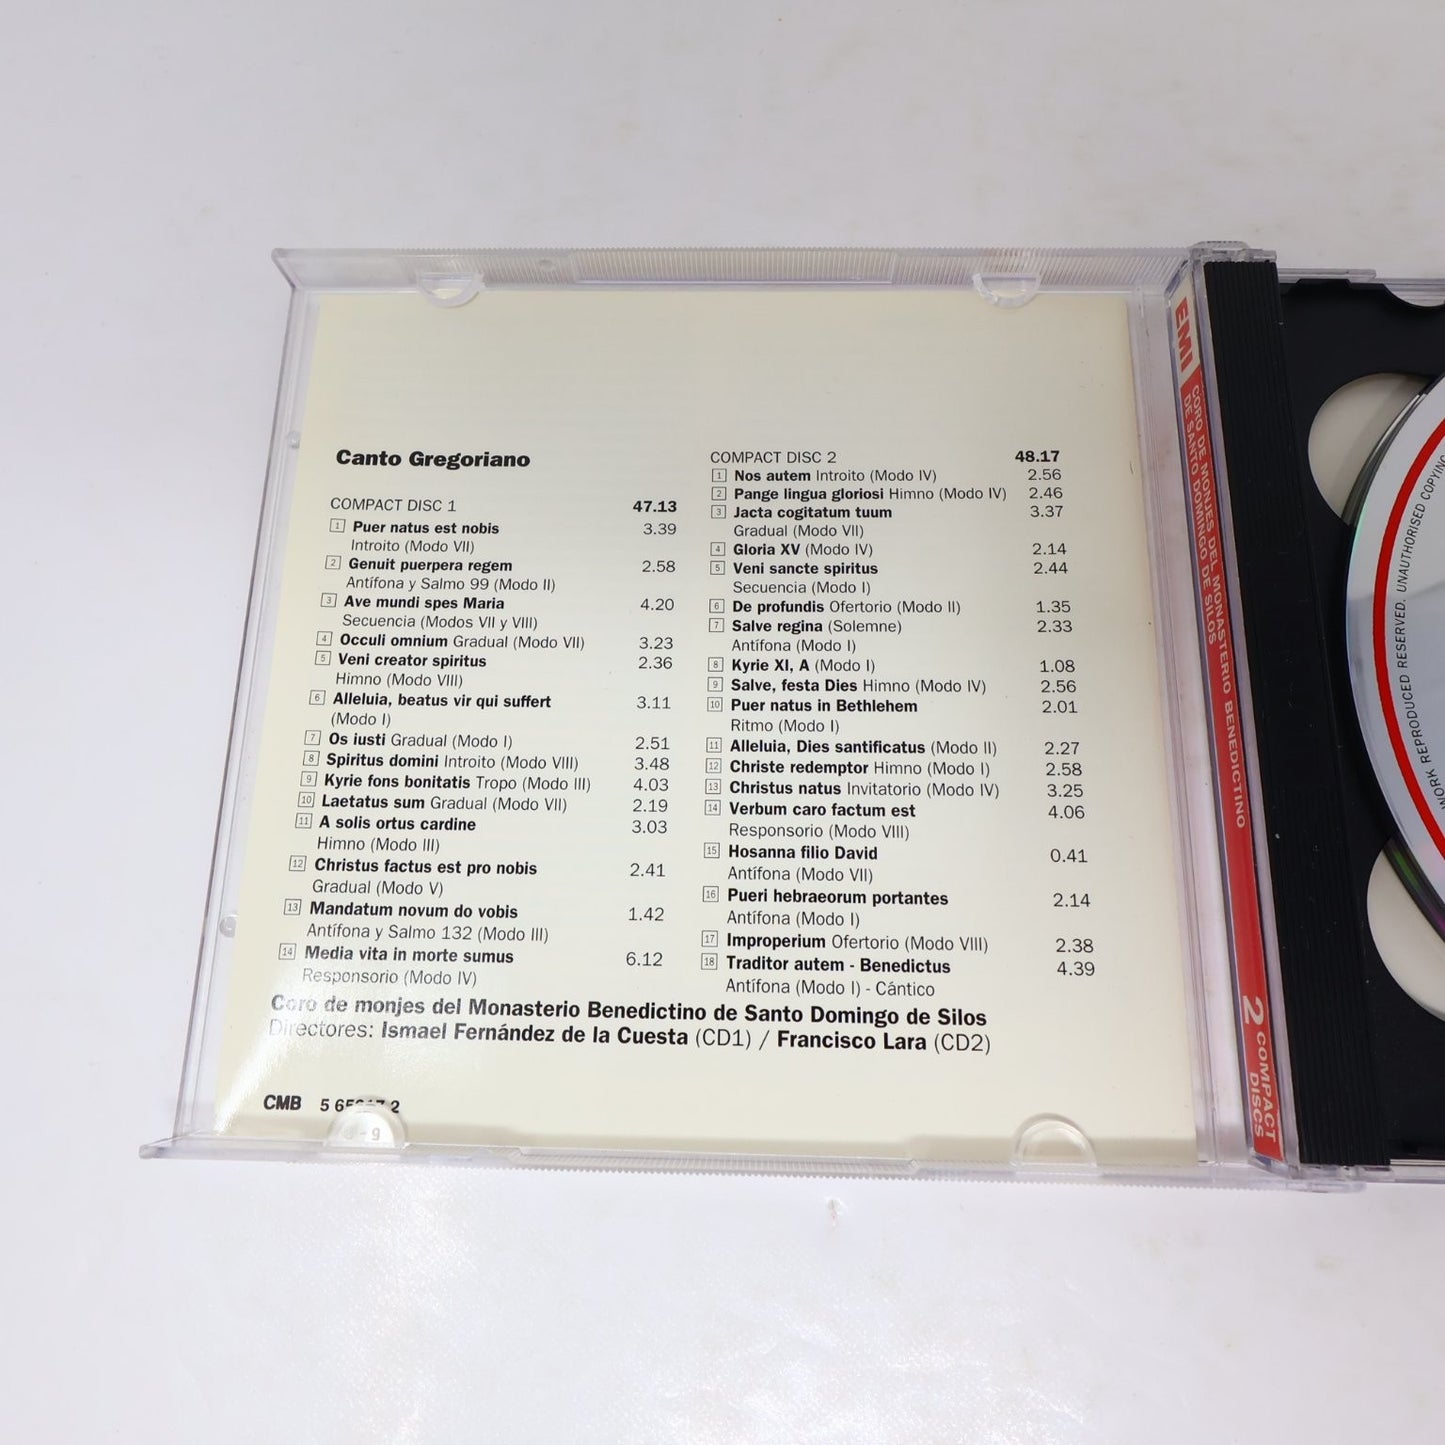 Canto Gregoriano
COMPACT DISC 1 47.13
1 Puer natus est nobis 3.39
Introito (Modo VII)
2 Genuit puerpera regem 2.58
Antífona y Salmo 99 (Modo II)
3 Ave mundi spes Maria 4.20
Secuencia (Modos VII y VIII)
4 Occuli omnium Gradual (Modo VII) 3.23
5 Veni creator spiritus 2.36
Himno (Modo VIII)
6 Alleluia, beatus vir qui suffert 3.11
(Modo I)
7 Os iusti Gradual (Modo I) 2.51
8 Spiritus domini Introito (Modo VIII) 3.48
9 Kyrie fons bonitatis Tropo (Modo III) 4.03
10 Laetatus sum Gradual (Modo VII) 2.19
11 A solis ortus cardine 3.03
Himno (Modo III)
12 Christus factus est pro nobis 2.41
Gradual (Modo V)
13 Mandatum novum do vobis 1.42
Antífona y Salmo 132 (Modo III)
14 Media vita in morte sumus 6.12
Responsorio (Modo IV)
COMPACT DISC 2 48.17
1 Nos autem Introito (Modo IV) 2.56
2 Pange lingua gloriosi Himno (Modo IV) 2.46
3 Jacta cogitatum tuum 3.37
Gradual (Modo VII)
4 Gloria XV (Modo IV) 2.14
5 Veni sancte spiritus 2.44
Secuencia (Modo I)
6 De profundis Ofertorio (Modo II) 1.35
7 Salve regina (Solemne) 2.33
Antífona (Modo I)
8 Kyrie XI, A (Modo I) 1.08
9 Salve, festa Dies Himno (Modo IV) 2.56
10 Puer natus in Bethlehem 2.01
Ritmo (Modo I)
11 Alleluia, Dies santificatus (Modo II) 2.27
12 Christe redemptor Himno (Modo I) 2.58
13 Christus natus Invitatorio (Modo IV) 3.25
14 Verbum caro factum est 4.06
Responsorio (Modo VIII)
15 Hosanna filio David 0.41
Antífona (Modo VII)
16 Pueri hebraeorum portantes 2.14
Antífona (Modo I)
17 Improperium Ofertorio (Modo VIII) 2.38
18 Traditor autem - Benedictus 4.39
Antífona (Modo I) - Cántico
Coro de monjes del Monasterio Benedictino de Santo Domingo de Silos
Directores: Ismael Fernández de la Cuesta (CD1) / Francisco Lara (CD2)
CMB 5
EMI
CORO DE MONJES DEL MONASTERIO BENEDICTINO
DE SANTO DOMINGO DE SILOS
2 COMPACT
DISCS
WORK REPRODUCED RESERVED. UNAUTHORISED COPYING